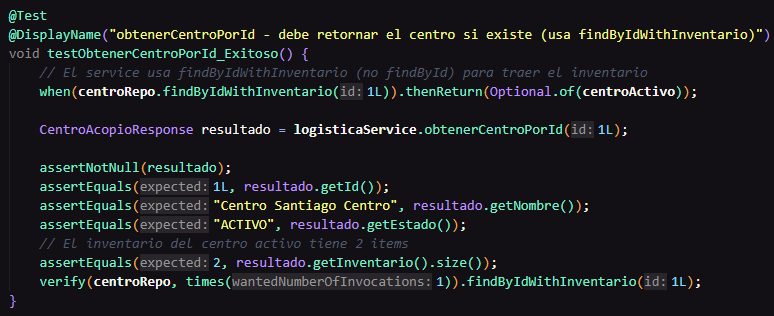 @Test
@DisplayName("obtenerCentroPorId - debe retornar el centro si existe (usa findByIdWithInventario)")
void testObtenerCentroPorId_Exitoso() {
// El service usa findByIdWithInventario (no findById) para traer el inventario
when(centroRepo.findByIdWithInventario(id: 1L)).thenReturn(Optional.of(centroActivo));
CentroAcopioResponse resultado = logisticaService.obtenerCentroPorId(id: 1L);
assertNotNull(resultado);
assertEquals(expected: 1L, resultado.getId());
assertEquals(expected: "Centro Santiago Centro", resultado.getNombre());
assertEquals(expected: "ACTIVO", resultado.getEstado());
// El inventario del centro activo tiene 2 items
assertEquals(expected: 2, resultado.getInventario().size());
verify(centroRepo, times(wantedNumberOfInvocations: 1)).findByIdWithInventario(id: 1L);
}